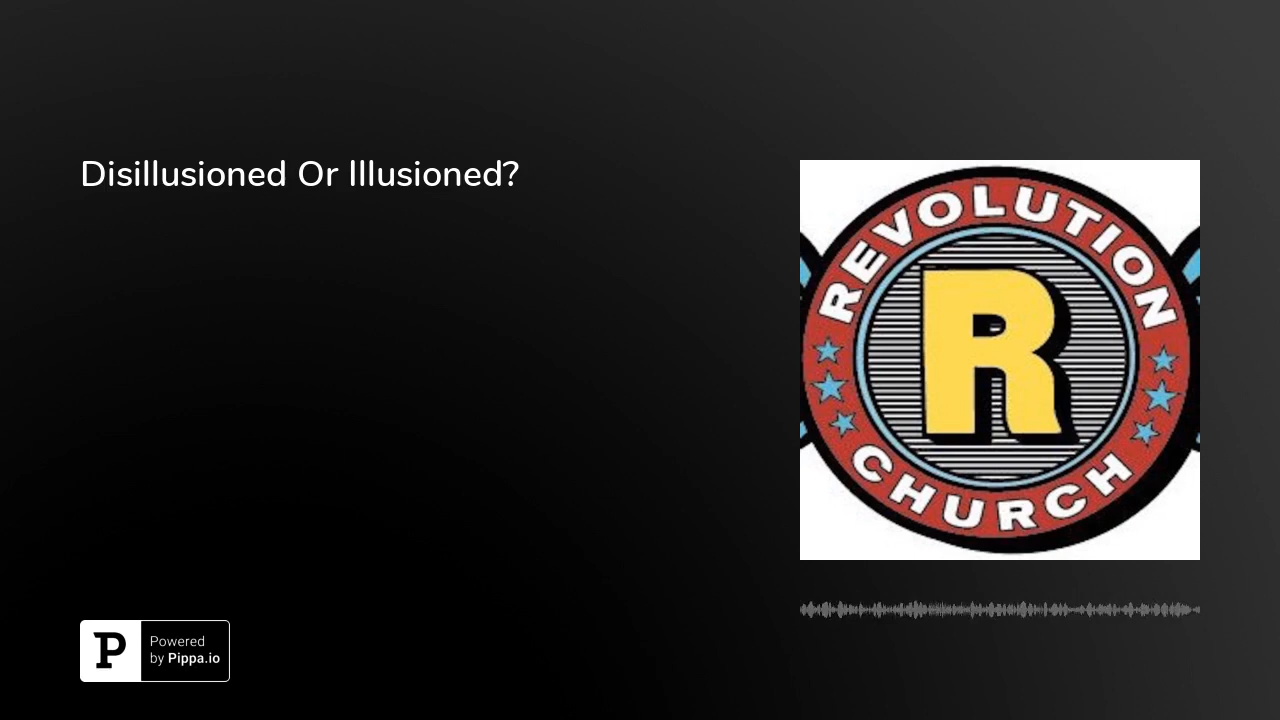 Disillusioned Or Illusioned?
REVOLUTION
R
CHURCH
P
Powered
by Pippa.io